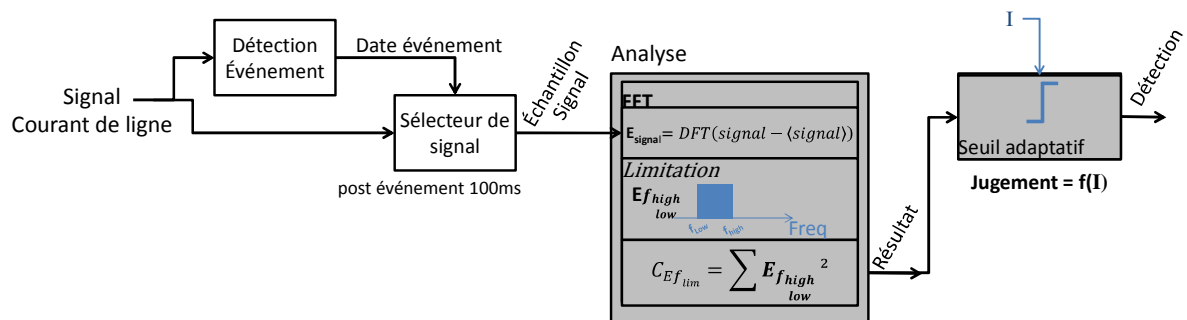 Signal
Courant de ligne
Détection
Événement
Date événement
Sélecteur de
signal
post événement 100ms
Échantillon
Signal
Analyse
FFT
E_signal = DFT(signal − ⟨signal⟩)
Limitation
E f_high low
f_Low f_high Freq
C_Ef_lim = ∑ E_f_high low ²
Résultat
I
Seuil adaptatif
Jugement = f(I)
Détection